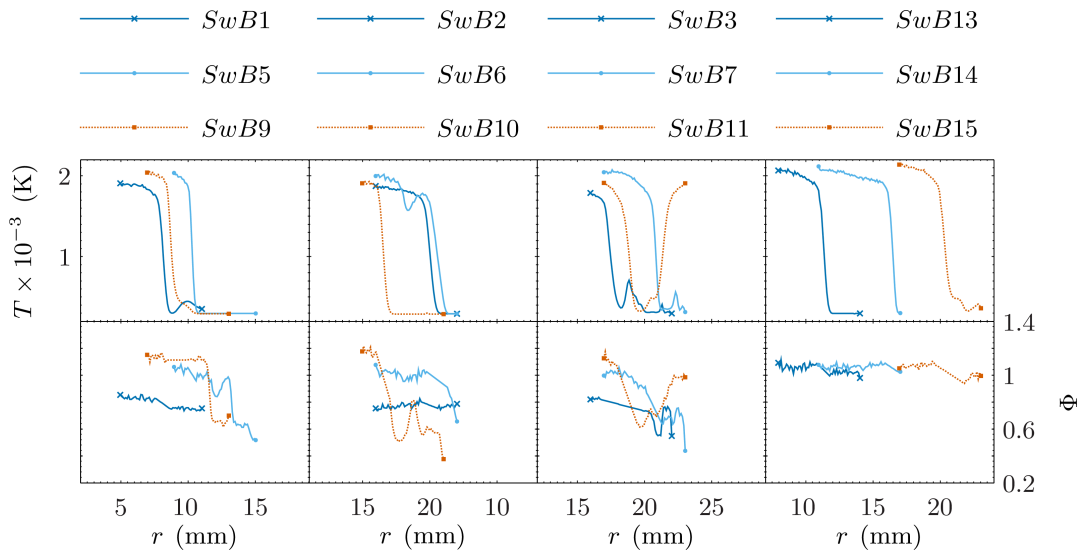 SwB1 SwB2 SwB3 SwB13
SwB5 SwB6 SwB7 SwB14
SwB9 SwB10 SwB11 SwB15
T × 10⁻³ (K)
2
1
1.4
1
0.6
0.2
Φ
5 10 15 15 20 10 15 20 25 10 15 20
r (mm) r (mm) r (mm) r (mm)